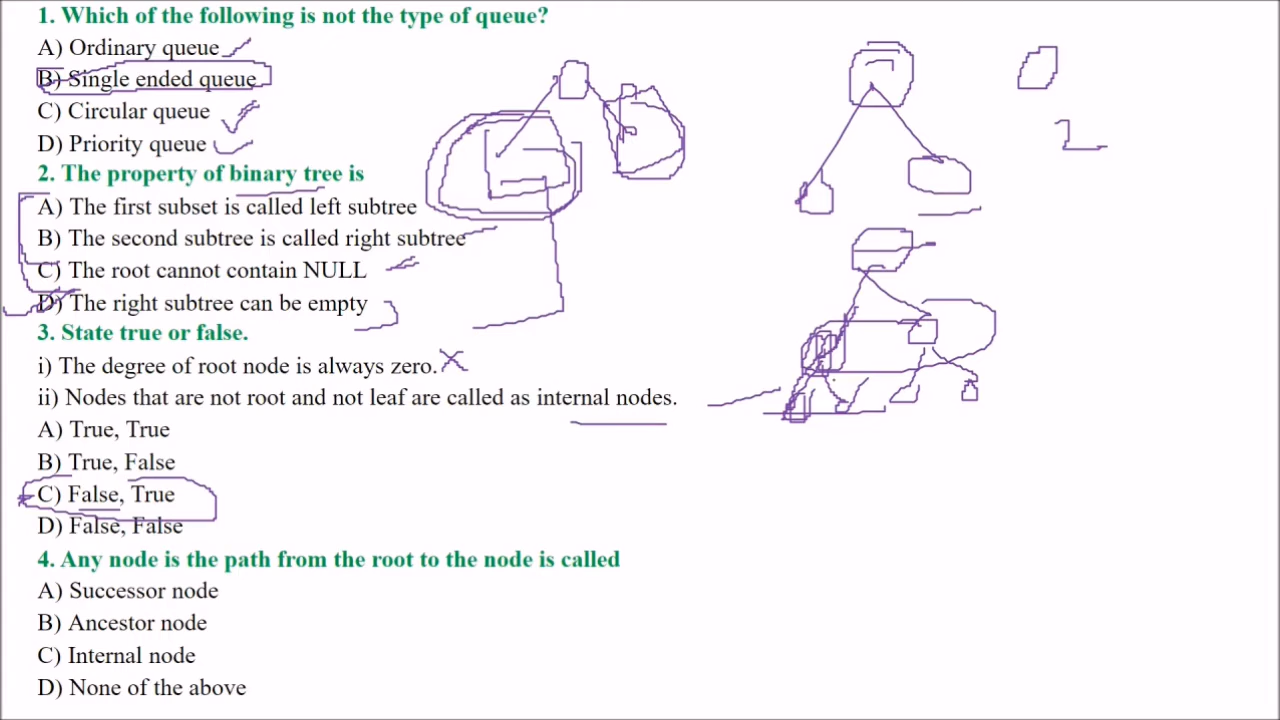 1. Which of the following is not the type of queue?
A) Ordinary queue
B) Single ended queue
C) Circular queue
D) Priority queue
2. The property of binary tree is
A) The first subset is called left subtree
B) The second subtree is called right subtree
C) The root cannot contain NULL
D) The right subtree can be empty
3. State true or false.
i) The degree of root node is always zero.
ii) Nodes that are not root and not leaf are called as internal nodes.
A) True, True
B) True, False
C) False, True
D) False, False
4. Any node is the path from the root to the node is called
A) Successor node
B) Ancestor node
C) Internal node
D) None of the above
0
2